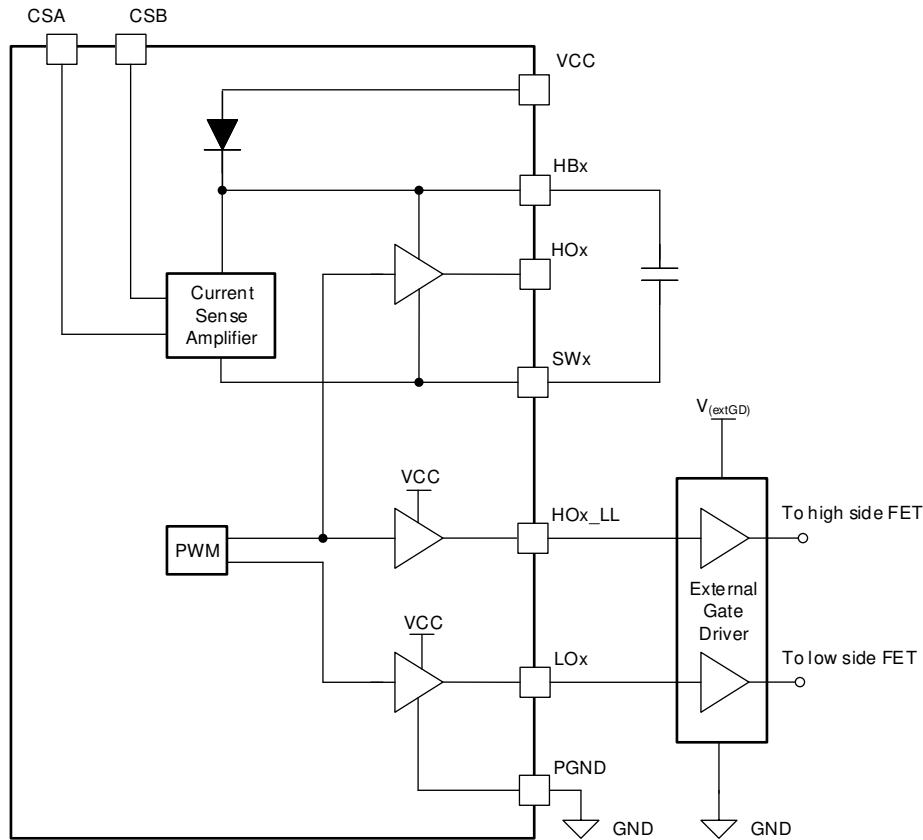 CSA
CSB
VCC
HBx
HOx
Current
Sense
Amplifier
SWx
V(extGD)
VCC
HOx_LL
To high side FET
PWM
External
Gate
Driver
VCC
LOx
To low side FET
PGND
GND
GND